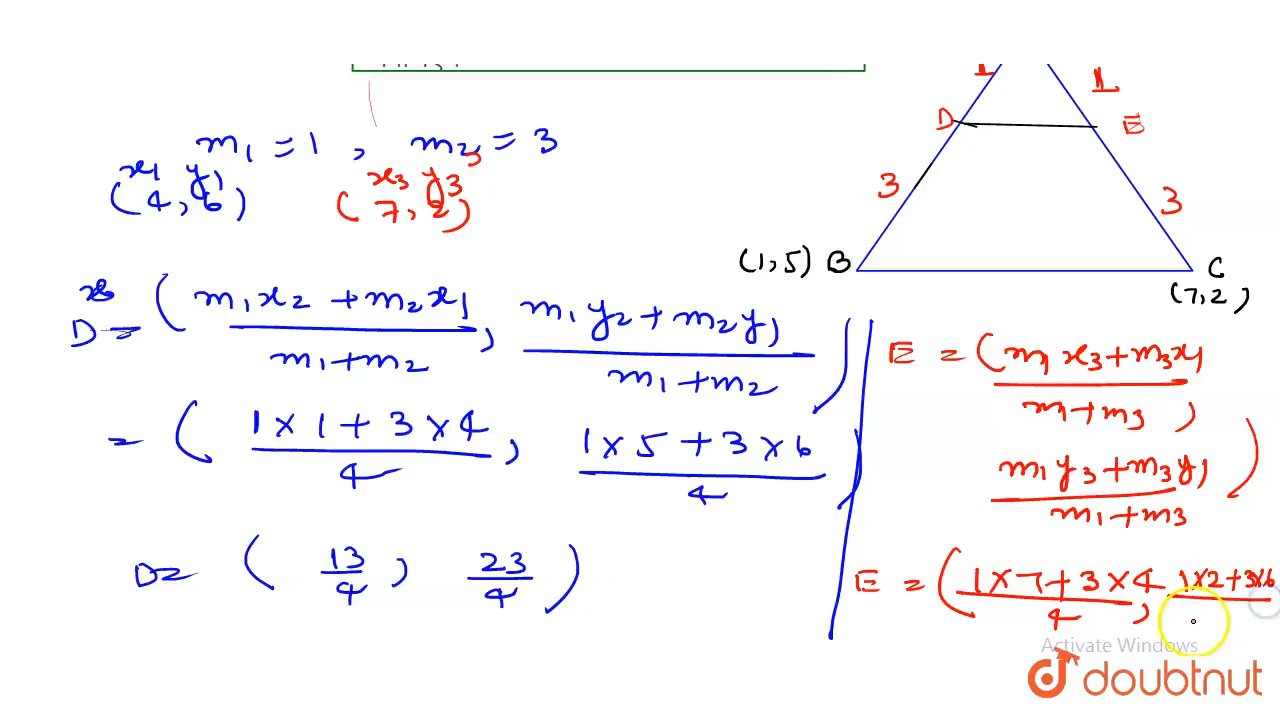 m1 = 1 , m2 = 3
x1 y1
(4, 6)
3
x3 y3
(7, 2)
D = (m1x2 + m2x1 / m1 + m2, m1y2 + m2y1 / m1 + m2)
= (1 × 1 + 3 × 4 / 4, 1 × 5 + 3 × 6 / 4)
D = (13/4, 23/4)
1 1
D E
3 3
(1, 5) B
C
(7, 2)
E = (m1x3 + m3x1 / m1 + m3,
m1y3 + m3y1 / m1 + m3)
E = (1 × 7 + 3 × 4 / 4, 1×2 + 3×6
Activate Windows
doubtnut